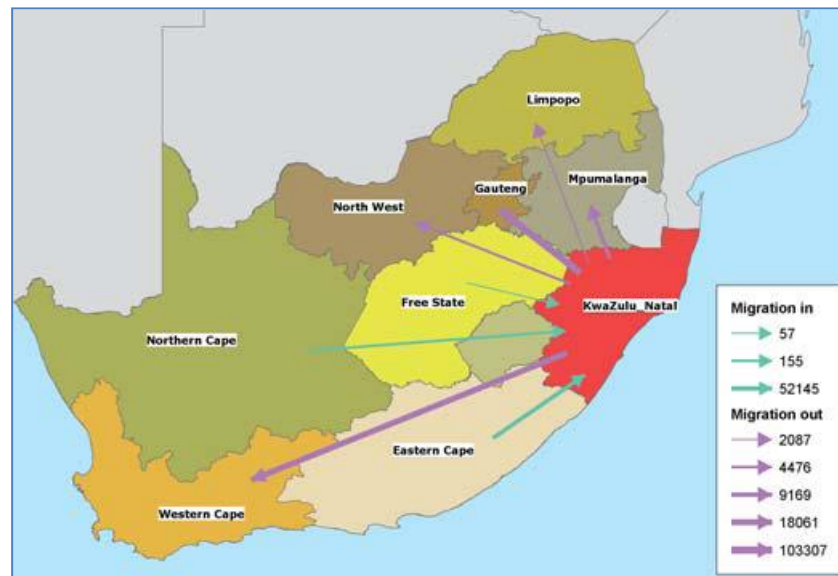 Limpopo
Mpumalanga
Gauteng
North West
Free State
KwaZulu_Natal
Northern Cape
Eastern Cape
Western Cape
Migration in
57
155
52145
Migration out
2087
4476
9169
18061
103307